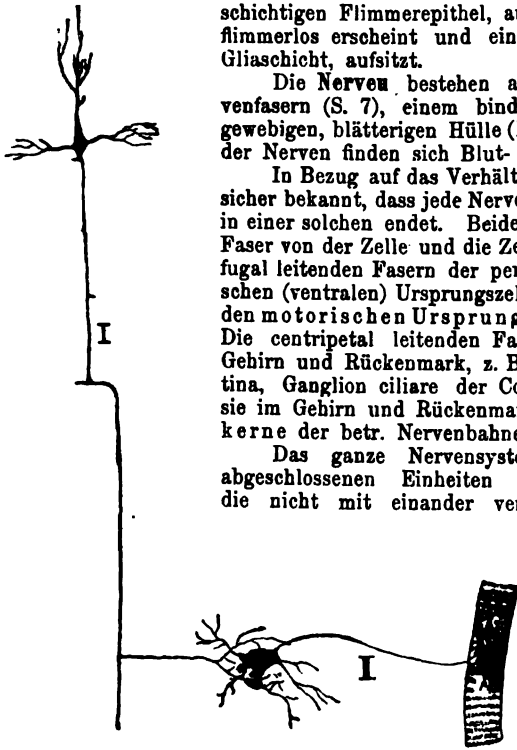 schichtigen Flimmerepithel, a
flimmerlos erscheint und ein
Gliaschicht, aufsitzt.
Die Nerven bestehen a
venfasern (S. 7), einem bind
gewebigen, blätterigen Hülle (
der Nerven finden sich Blut-
In Bezug auf das Verhält
sicher bekannt, dass jede Nerv
in einer solchen endet. Beide
Faser von der Zelle und die Ze
fugal leitenden Fasern der per
schen (ventralen) Ursprungszel
den motorischen Ursprung
Die centripetal leitenden Fa
Gehirn und Rückenmark, z. B
tina, Ganglion ciliare der Co
sie im Gehirn und Rückenma
kerne der betr. Nervenbahne
Das ganze Nervensyst
abgeschlossenen Einheiten
die nicht mit einander ve
I
I